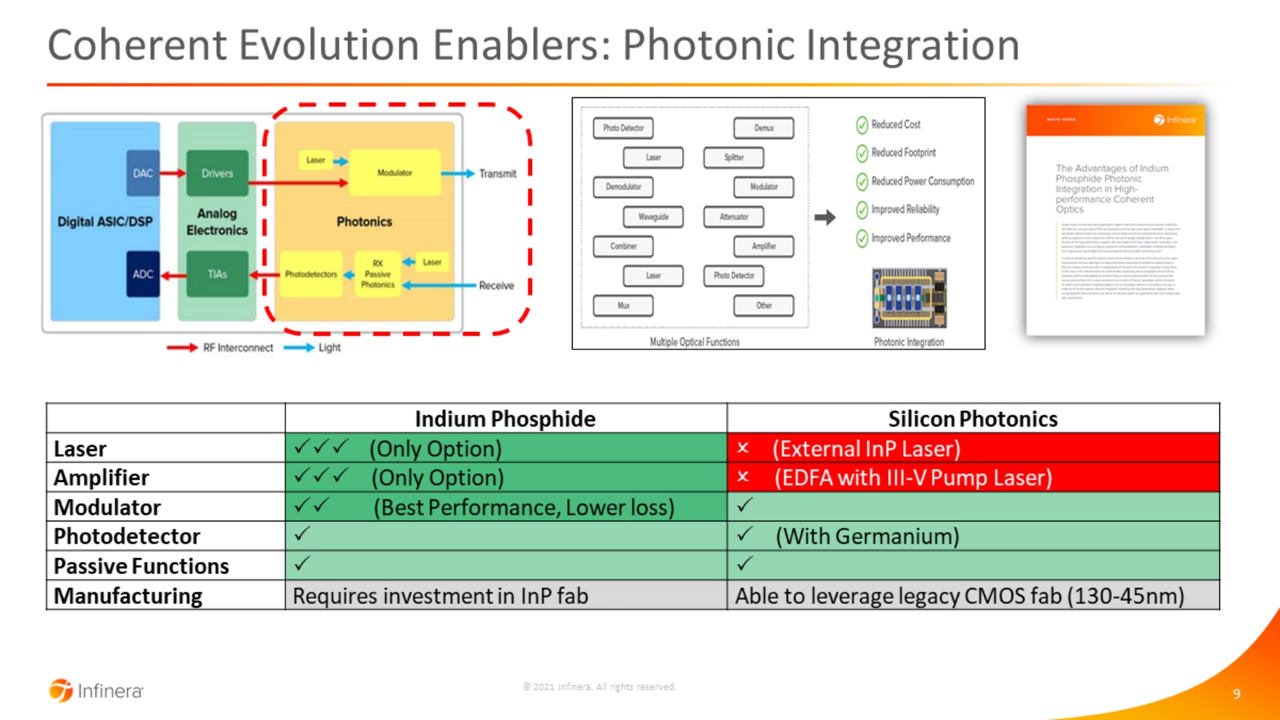 Coherent Evolution Enablers: Photonic Integration
Digital ASIC/DSP
DAC
ADC
Drivers
Analog
Electronics
TIAs
Laser
Modulator
Photonics
Photodetectors
RX
Passive
Photonics
Laser
Transmit
Receive
RF Interconnect
Light
Photo Detector
Demux
Laser
Splitter
Demodulator
Modulator
Waveguide
Attenuator
Combiner
Amplifier
Laser
Photo Detector
Mux
Other
Multiple Optical Functions
Reduced Cost
Reduced Footprint
Reduced Power Consumption
Improved Reliability
Improved Performance
Photonic Integration
WHITE PAPER
Infinera
The Advantages of Indium
Phosphide Photonic
Integration in High-
performance Coherent
Optics
Indium Phosphide Silicon Photonics
Laser ✓✓✓ (Only Option) × (External InP Laser)
Amplifier ✓✓✓ (Only Option) × (EDFA with III-V Pump Laser)
Modulator ✓✓ (Best Performance, Lower loss) ✓
Photodetector ✓ ✓ (With Germanium)
Passive Functions ✓ ✓
Manufacturing Requires investment in InP fab Able to leverage legacy CMOS fab (130-45nm)
Infinera
© 2021 Infinera. All rights reserved.
9